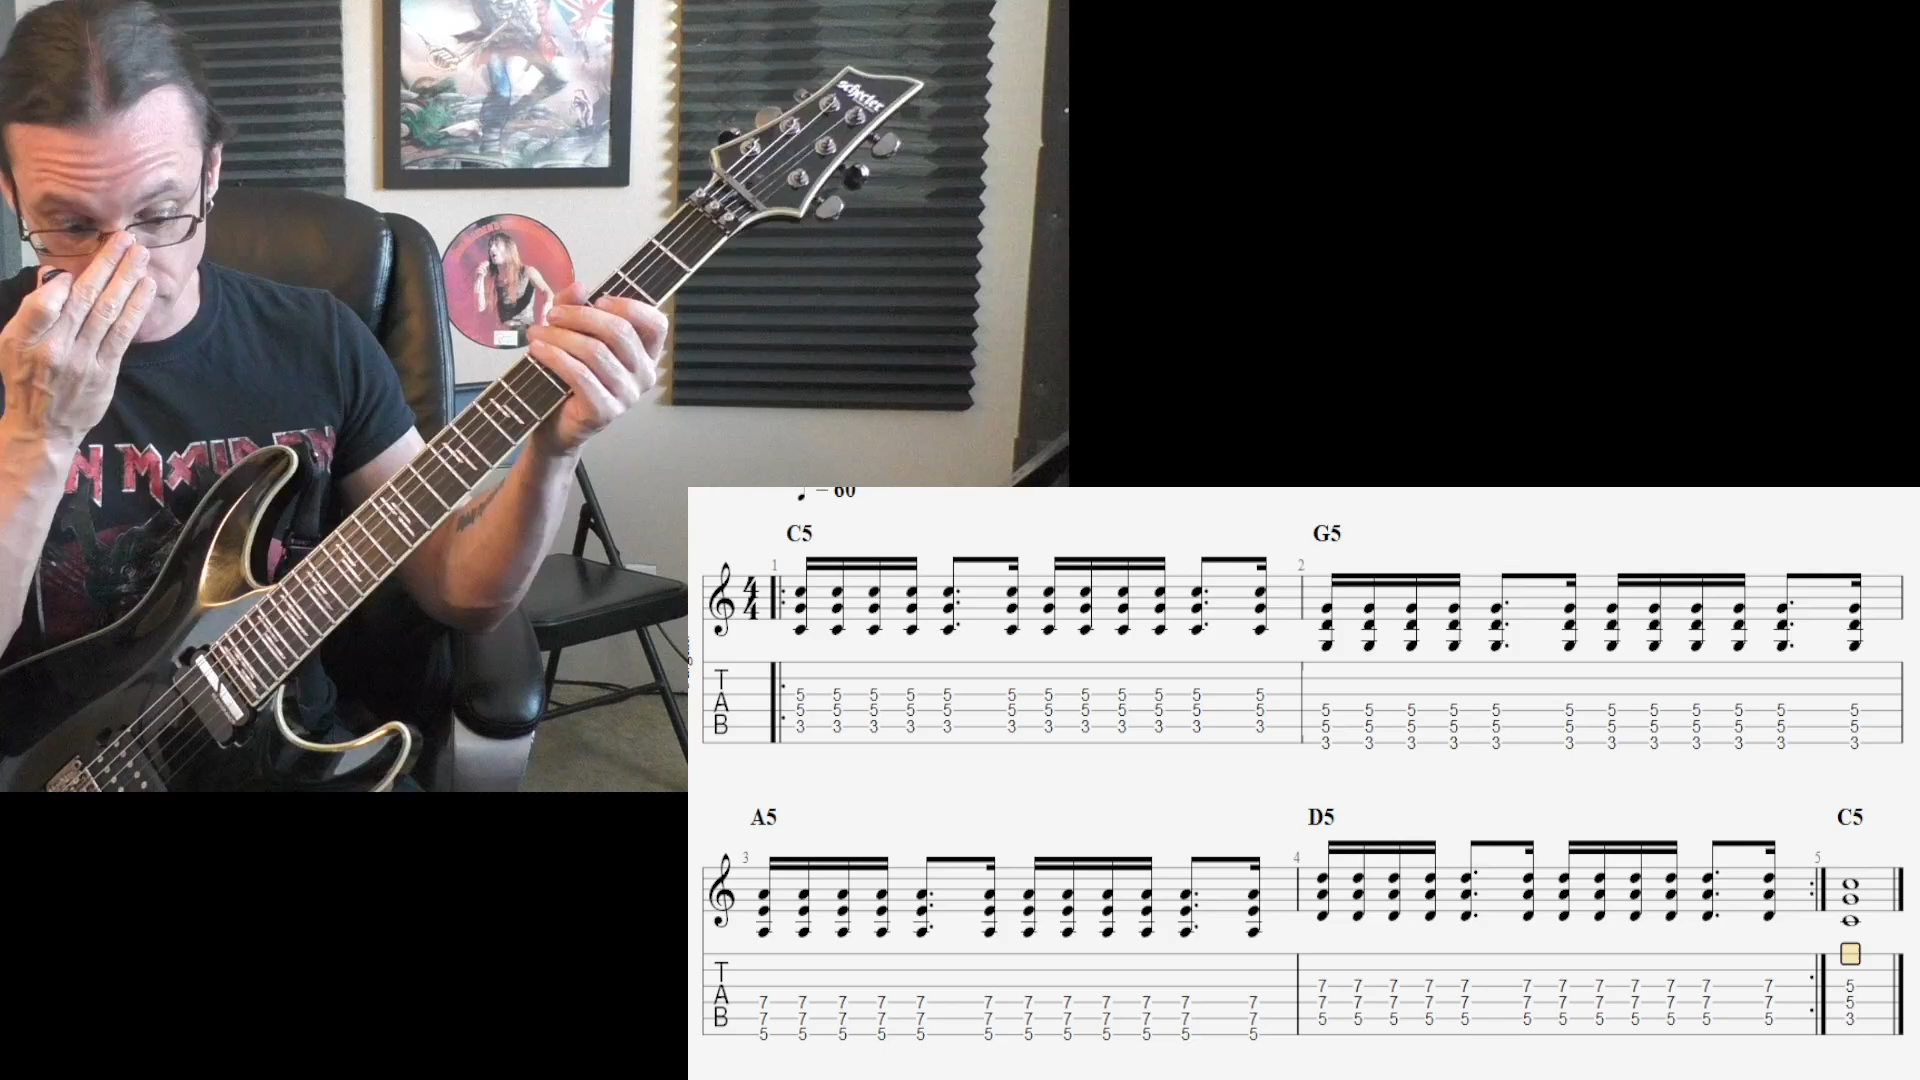 schecter
N MAIDEN
♩ = 60
C5 G5
1 2
4
4
T
A
B
5 5 5 5 5 5 5 5 5 5 5 5 5 5 5 5 5 5 5 5 5 5 5 5
5 5 5 5 5 5 5 5 5 5 5 5 5 5 5 5 5 5 5 5 5 5 5 5
3 3 3 3 3 3 3 3 3 3 3 3 3 3 3 3 3 3 3 3 3 3 3 3
A5 D5 C5
3 4 5
T
A
B
7 7 7 7 7 7 7 7 7 7 7 7 7 7 7 7 7 7 7 7 7 7 7 7 5
7 7 7 7 7 7 7 7 7 7 7 7 7 7 7 7 7 7 7 7 7 7 7 7 5
5 5 5 5 5 5 5 5 5 5 5 5 5 5 5 5 5 5 5 5 5 5 5 5 3